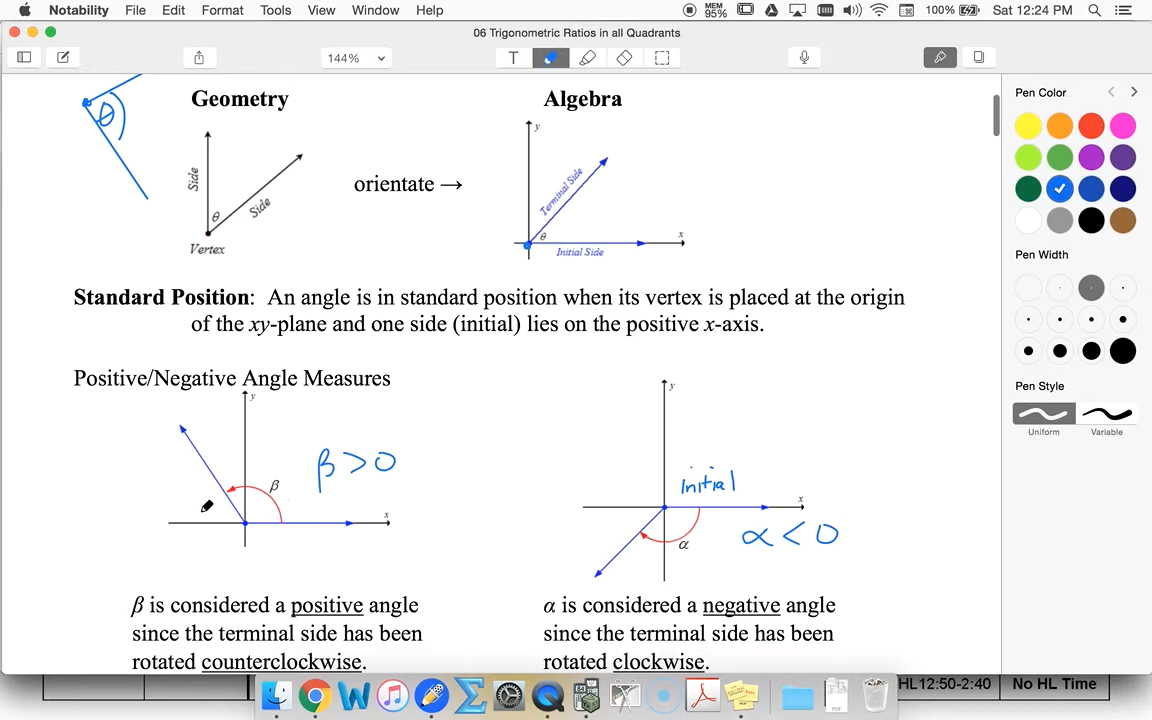 Notability File Edit Format Tools View Window Help MEM 95% 100% Sat 12:24 PM
06 Trigonometric Ratios in all Quadrants
144% T
Pen Color
Geometry Algebra
θ
Side
Side
θ
Vertex
orientate →
y
Terminal Side
θ
x
Initial Side
Standard Position: An angle is in standard position when its vertex is placed at the origin
of the xy-plane and one side (initial) lies on the positive x-axis.
Positive/Negative Angle Measures
y
β
β > 0
x
y
initial
x
α
α < 0
β is considered a positive angle
since the terminal side has been
rotated counterclockwise.
α is considered a negative angle
since the terminal side has been
rotated clockwise.
Pen Width
Pen Style
Uniform Variable
HL12:50-2:40 No HL Time